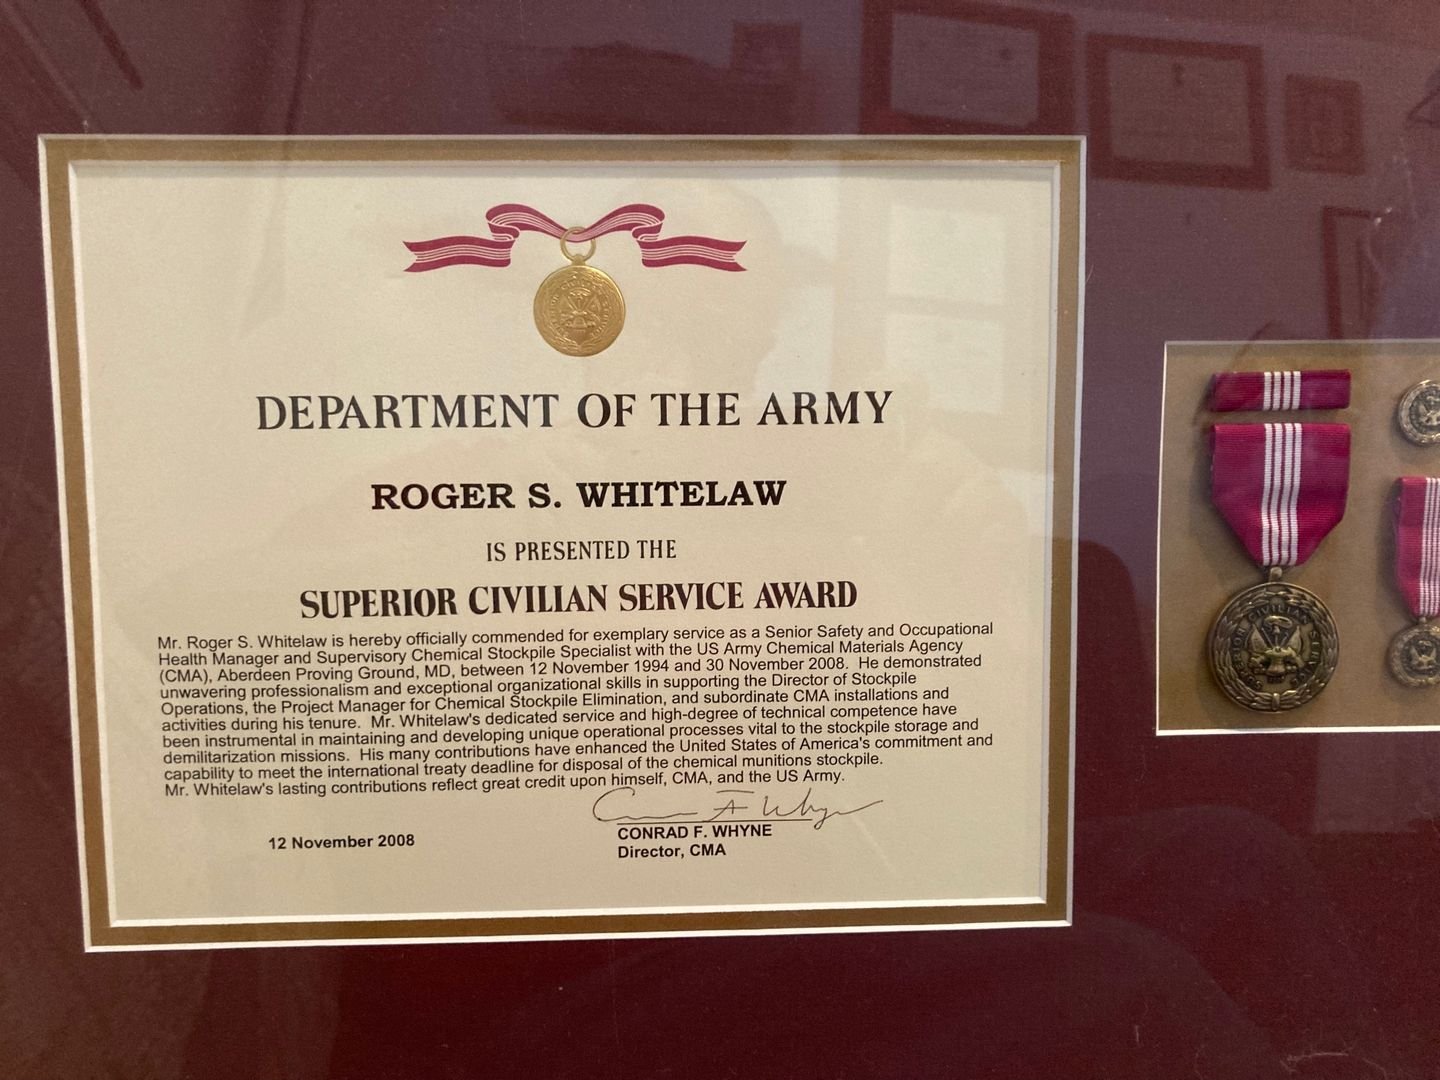 DEPARTMENT OF THE ARMY
ROGER S. WHITELAW
IS PRESENTED THE
SUPERIOR CIVILIAN SERVICE AWARD
Mr. Roger S. Whitelaw is hereby officially commended for exemplary service as a Senior Safety and Occupational
Health Manager and Supervisory Chemical Stockpile Specialist with the US Army Chemical Materials Agency
(CMA), Aberdeen Proving Ground, MD, between 12 November 1994 and 30 November 2008. He demonstrated
unwavering professionalism and exceptional organizational skills in supporting the Director of Stockpile
Operations, the Project Manager for Chemical Stockpile Elimination, and subordinate CMA installations and
activities during his tenure. Mr. Whitelaw's dedicated service and high-degree of technical competence have
been instrumental in maintaining and developing unique operational processes vital to the stockpile storage and
demilitarization missions. His many contributions have enhanced the United States of America's commitment and
capability to meet the international treaty deadline for disposal of the chemical munitions stockpile.
Mr. Whitelaw's lasting contributions reflect great credit upon himself, CMA, and the US Army.
12 November 2008
CONRAD F. WHYNE
Director, CMA
SUPERIOR CIVILIAN SERVICE